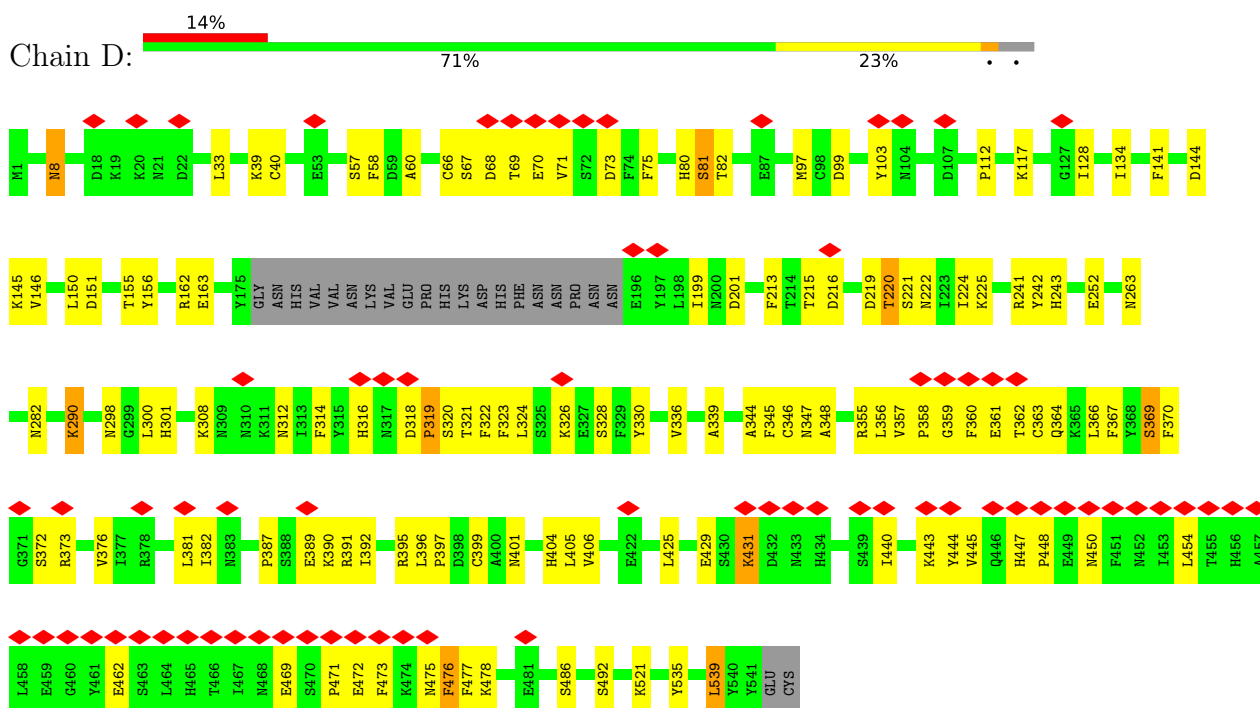 14%
Chain D:
71% 23% • •
M1 N8 D18 K19 K20 N21 D22 L33 K39 C40 E53 S57 F58 D59 A60 C66 S67 D68 T69 E70 V71 S72 D73 F74 F75 H80 S81 T82 E87 M97 C98 D99 Y103 N104 D107 P112 K117 G127 I128 I134 F141 D144
K145 V146 L150 D151 T155 Y156 R162 E163 Y175 GLY ASN HIS VAL VAL ASN LYS VAL GLU PRO HIS LYS ASP HIS PHE ASN ASN PRO ASN ASN E196 Y197 L198 I199 N200 D201 F213 T214 T215 D216 D219 T220 S221 N222 I223 I224 K225 R241 Y242 H243 E252 N263
N282 K290 N298 G299 L300 H301 K308 N309 N310 K311 N312 I313 F314 Y315 H316 N317 D318 P319 S320 T321 F322 F323 L324 S325 K326 E327 S328 F329 Y330 V336 A339 A344 F345 C346 N347 A348 R355 L356 V357 P358 G359 F360 E361 T362 C363 Q364 K365 L366 F367 Y368 S369 F370
G371 S372 R373 V376 I377 R378 L381 I382 N383 P387 S388 E389 K390 R391 I392 R395 L396 P397 D398 C399 A400 N401 H404 L405 V406 E422 L425 E429 S430 K431 D432 N433 H434 S439 I440 K443 Y444 V445 Q446 H447 P448 E449 N450 F451 N452 I453 L454 T455 H456 A457
L458 E459 G460 Y461 E462 S463 L464 H465 T466 I467 N468 E469 S470 P471 E472 F473 K474 N475 F476 F477 K478 E481 S486 S492 K521 Y535 L539 Y540 Y541 GLU CYS